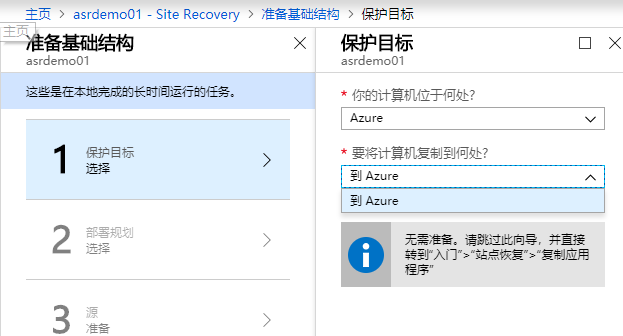 主页 > asrdemo01 - Site Recovery > 准备基础结构 > 保护目标
主页
准备基础结构
asrdemo01
这些是在本地完成的长时间运行的任务。
1
保护目标
选择
2
部署规划
选择
3
源
准备
保护目标
asrdemo01
* 你的计算机位于何处?
Azure
* 要将计算机复制到何处?
到 Azure
到 Azure
无需准备。请跳过此向导，并直接
转到“入门”>“站点恢复”>“复制应用
程序”